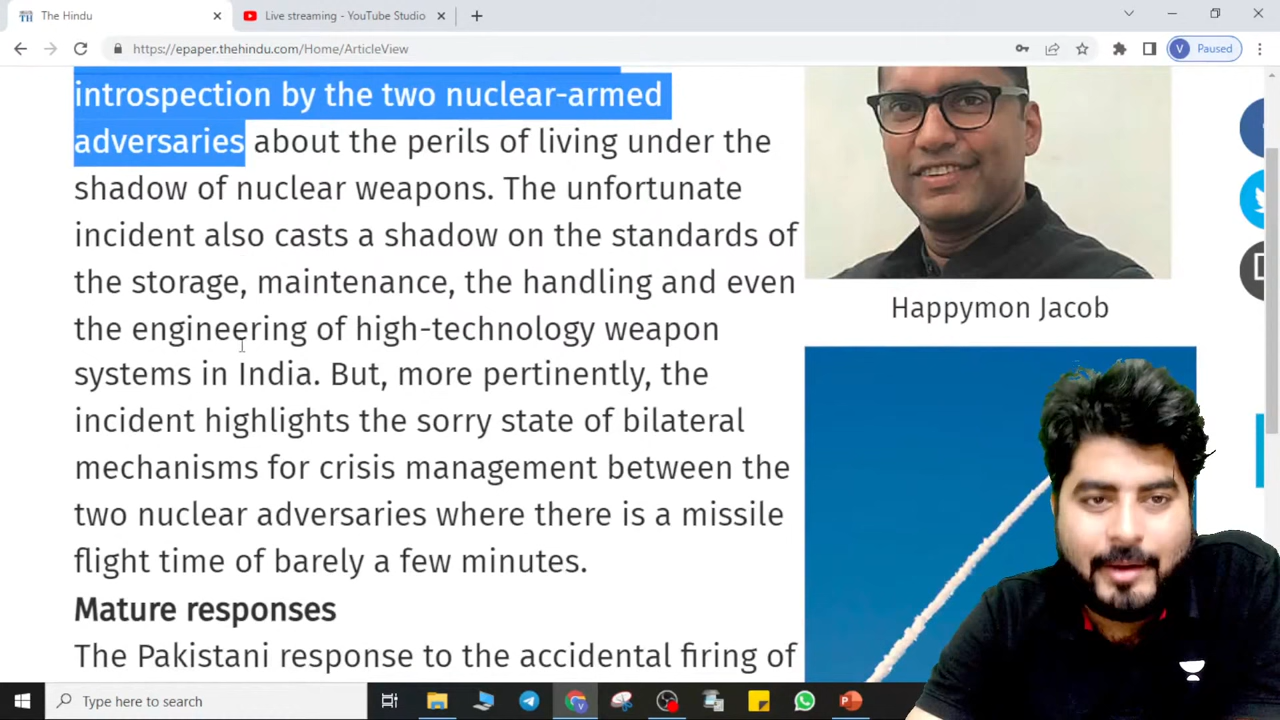 The Hindu
Live streaming - YouTube Studio
https://epaper.thehindu.com/Home/ArticleView
V Paused
introspection by the two nuclear-armed
adversaries about the perils of living under the
shadow of nuclear weapons. The unfortunate
incident also casts a shadow on the standards of
the storage, maintenance, the handling and even
the engineering of high-technology weapon
systems in India. But, more pertinently, the
incident highlights the sorry state of bilateral
mechanisms for crisis management between the
two nuclear adversaries where there is a missile
flight time of barely a few minutes.
Mature responses
The Pakistani response to the accidental firing of
Happymon Jacob
Type here to search